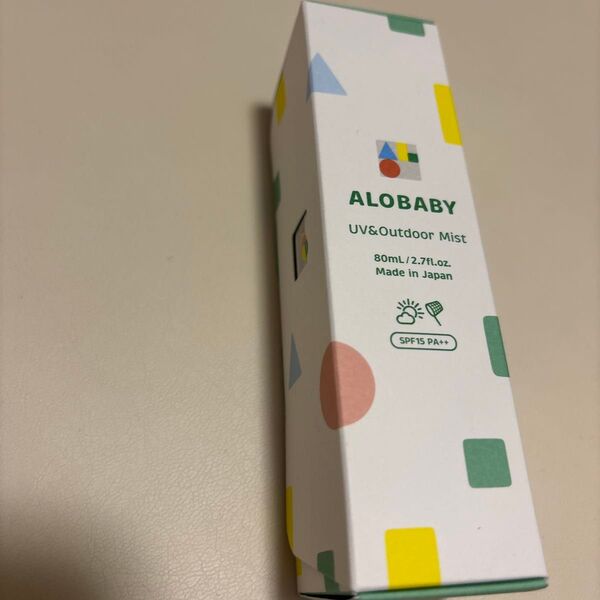 ALOBABY
UV&Outdoor Mist
80mL/2.7fl.oz.
Made in Japan
SPF15 PA++